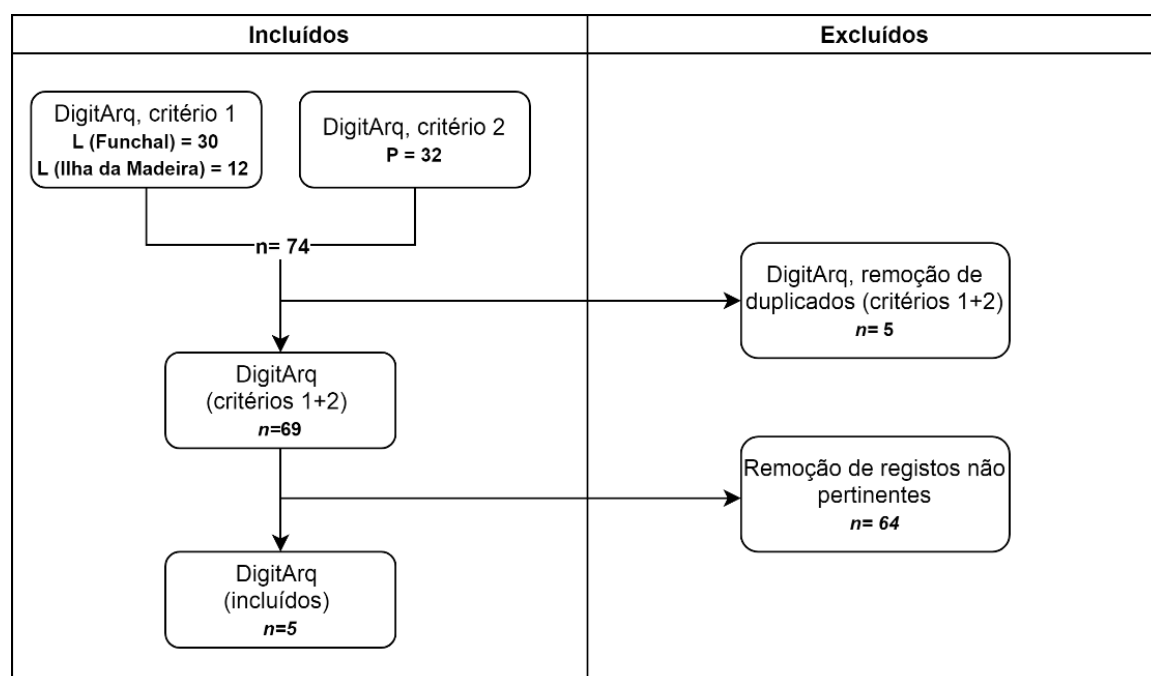 Incluídos
Excluídos
DigitArq, critério 1
L (Funchal) = 30
L (Ilha da Madeira) = 12
DigitArq, critério 2
P = 32
n= 74
DigitArq, remoção de
duplicados (critérios 1+2)
n= 5
DigitArq
(critérios 1+2)
n=69
Remoção de registos não
pertinentes
n= 64
DigitArq
(incluídos)
n=5